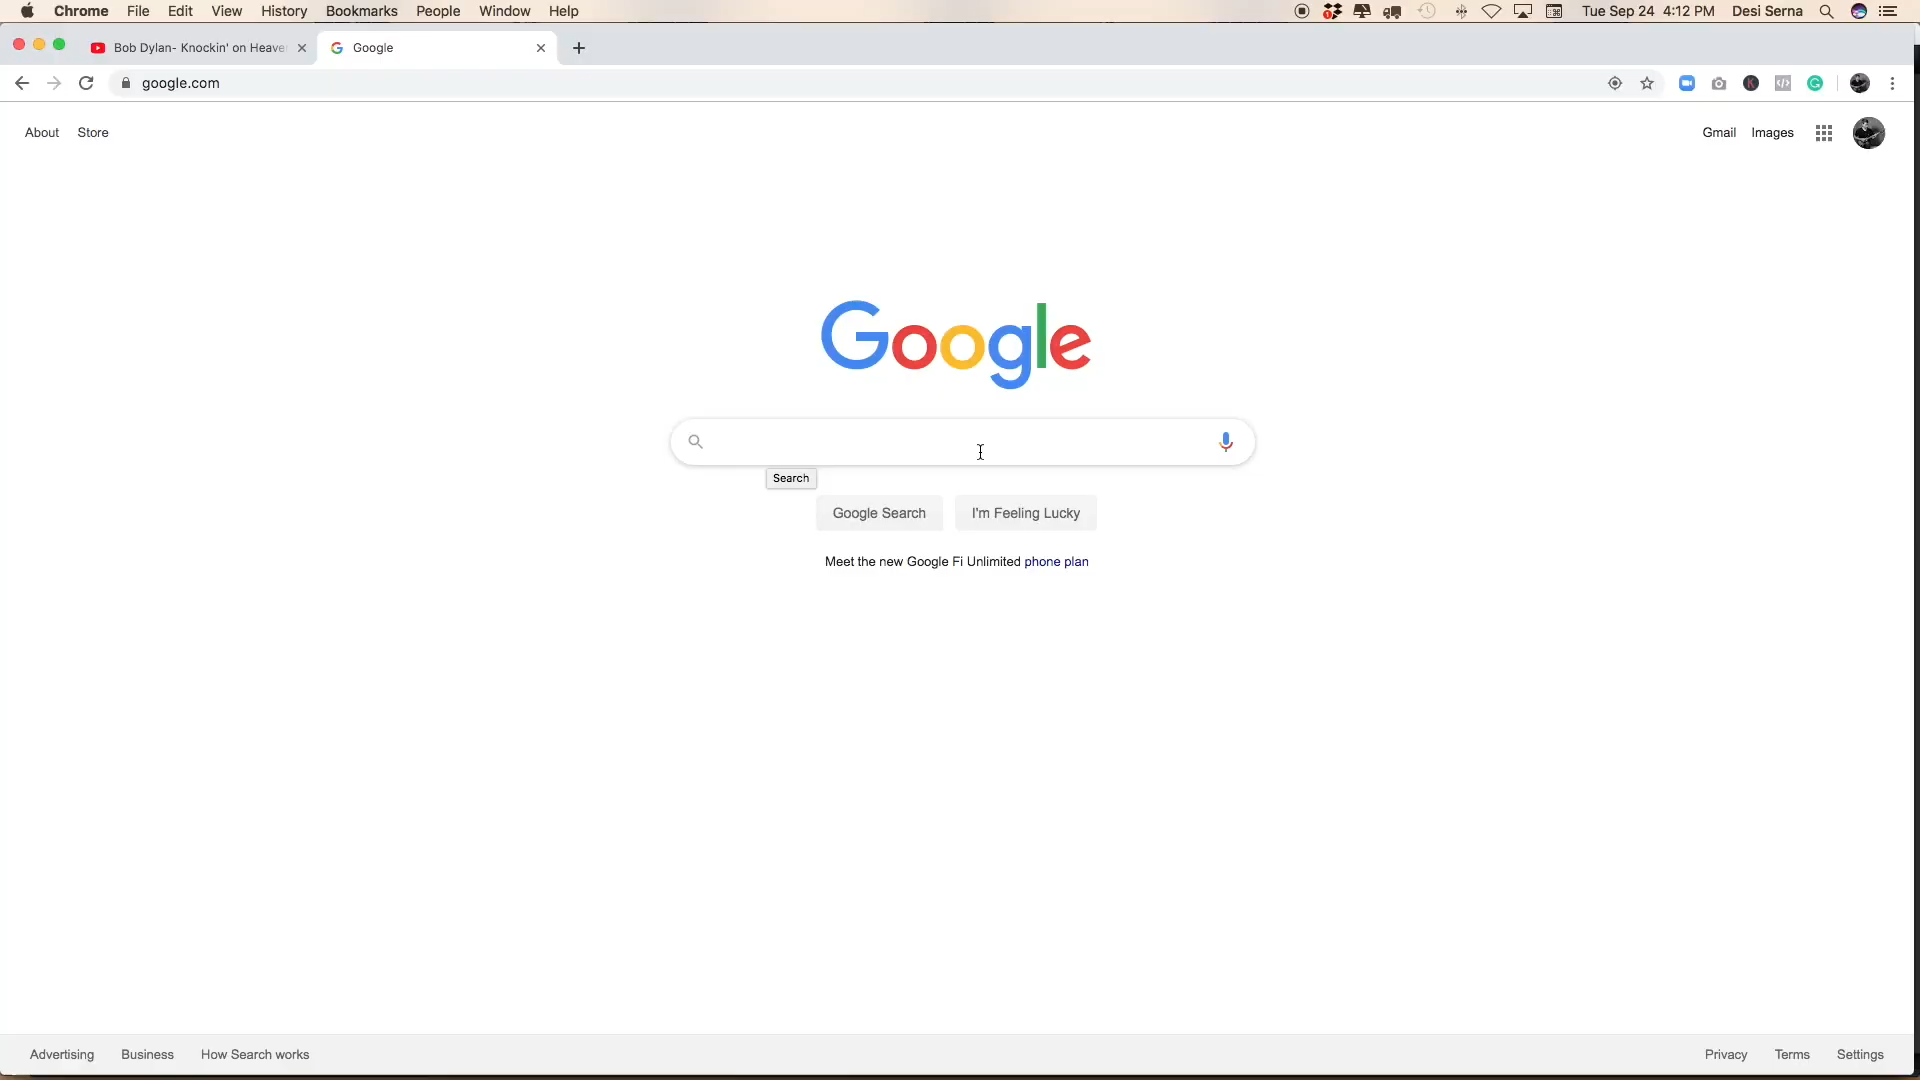 Chrome File Edit View History Bookmarks People Window Help
Tue Sep 24 4:12 PM Desi Serna
Bob Dylan- Knockin' on Heave
Google
google.com
About Store
Gmail Images
Google
Search
Google Search I'm Feeling Lucky
Meet the new Google Fi Unlimited phone plan
Advertising Business How Search works
Privacy Terms Settings